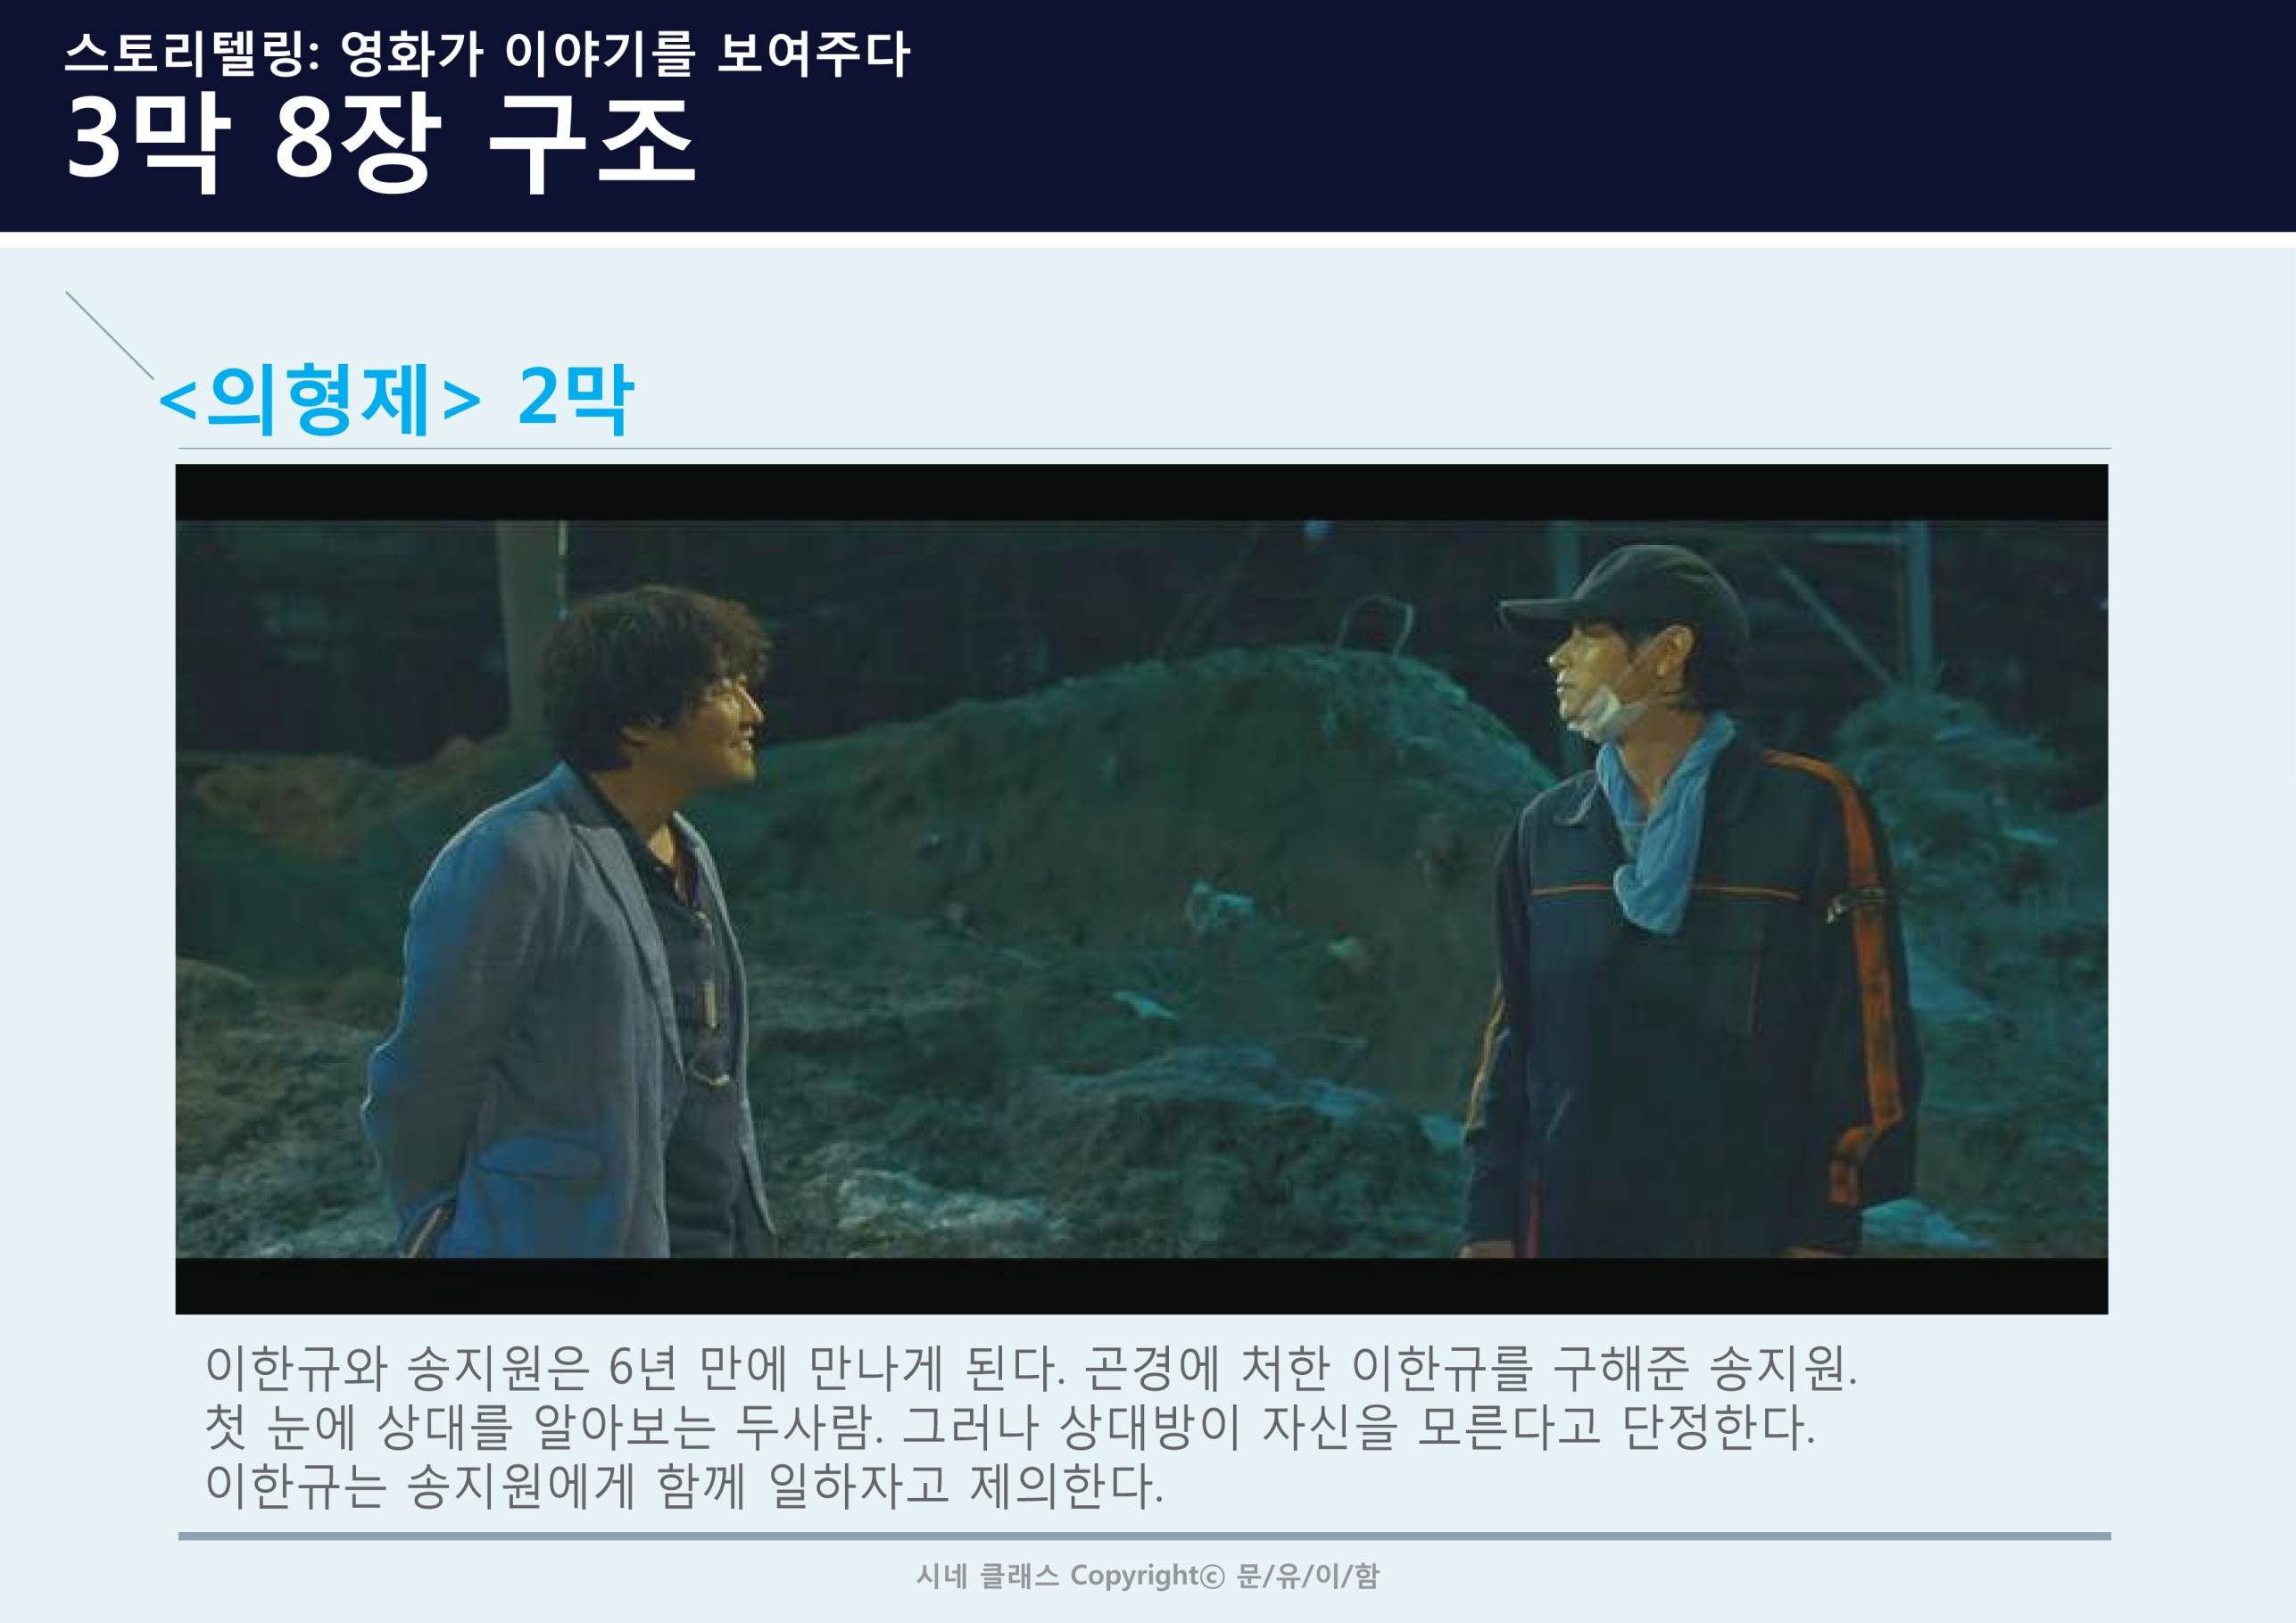 스토리텔링: 영화가 이야기를 보여주다
3막 8장 구조
<의형제> 2막
이한규와 송지원은 6년 만에 만나게 된다. 곤경에 처한 이한규를 구해준 송지원.
첫 눈에 상대를 알아보는 두사람. 그러나 상대방이 자신을 모른다고 단정한다.
이한규는 송지원에게 함께 일하자고 제의한다.
시네 클래스 Copyright© 문/유/이/함